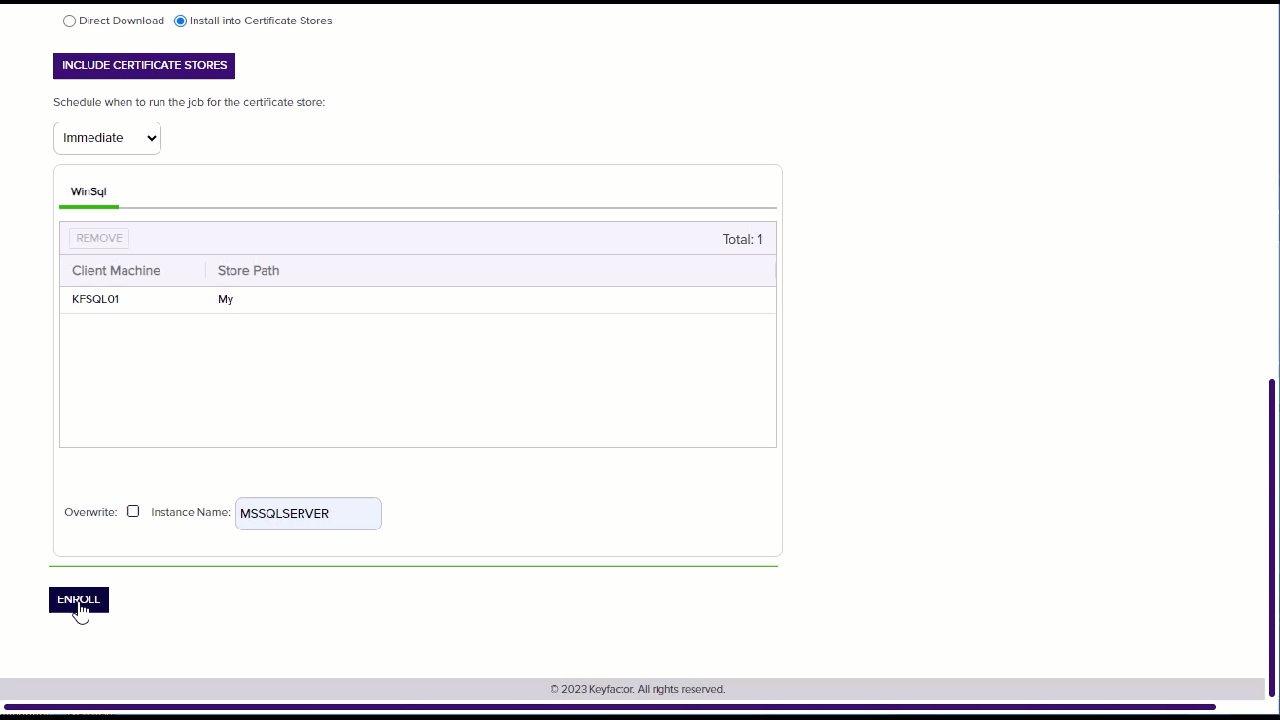 Direct Download Install into Certificate Stores
INCLUDE CERTIFICATE STORES
Schedule when to run the job for the certificate store:
Immediate
WinSql
REMOVE Total: 1
Client Machine Store Path
KFSQL01 My
Overwrite: Instance Name: MSSQLSERVER
ENROLL
© 2023 Keyfactor. All rights reserved.